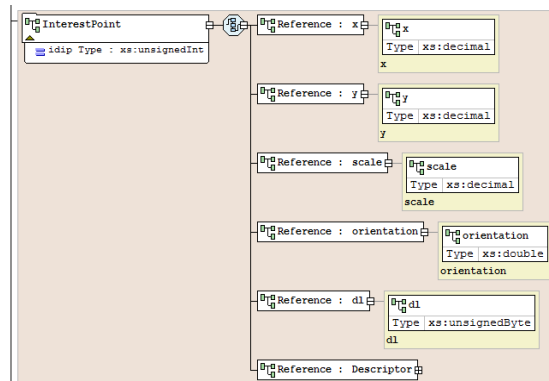 InterestPoint
idip Type : xs:unsignedInt
Reference : x
x
Type xs:decimal
x
Reference : y
y
Type xs:decimal
y
Reference : scale
scale
Type xs:decimal
scale
Reference : orientation
orientation
Type xs:double
orientation
Reference : dl
dl
Type xs:unsignedByte
dl
Reference : Descriptor